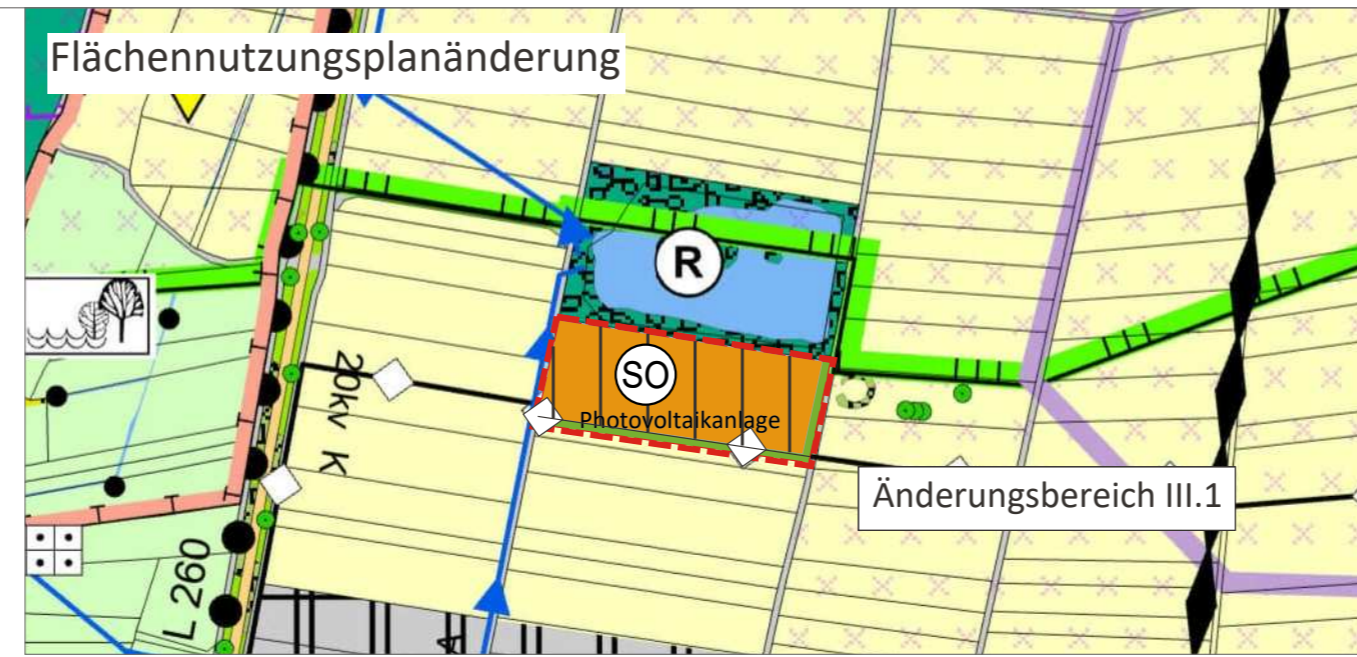 Flächennutzungsplanänderung
R
SO
Photovoltaikanlage
20kv K
Änderungsbereich III.1
L 260
A